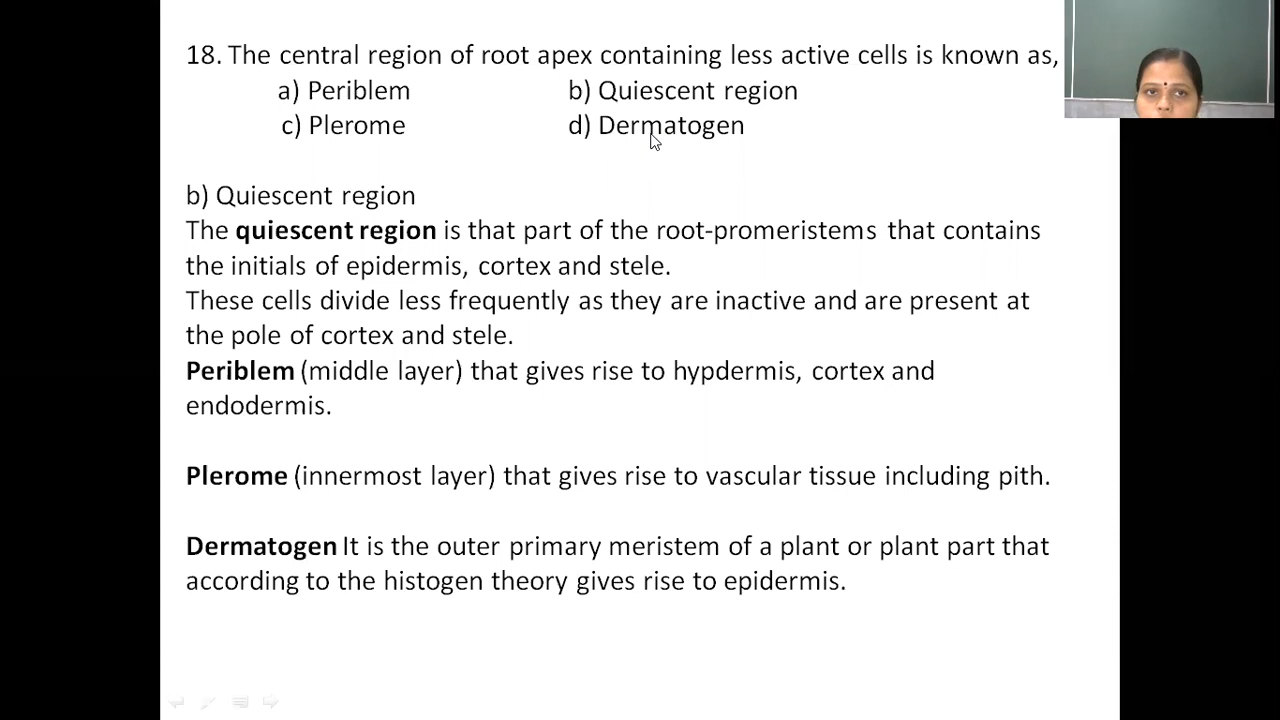 18. The central region of root apex containing less active cells is known as,
a) Periblem b) Quiescent region
c) Plerome d) Dermatogen
b) Quiescent region
The quiescent region is that part of the root-promeristems that contains
the initials of epidermis, cortex and stele.
These cells divide less frequently as they are inactive and are present at
the pole of cortex and stele.
Periblem (middle layer) that gives rise to hypdermis, cortex and
endodermis.
Plerome (innermost layer) that gives rise to vascular tissue including pith.
Dermatogen It is the outer primary meristem of a plant or plant part that
according to the histogen theory gives rise to epidermis.